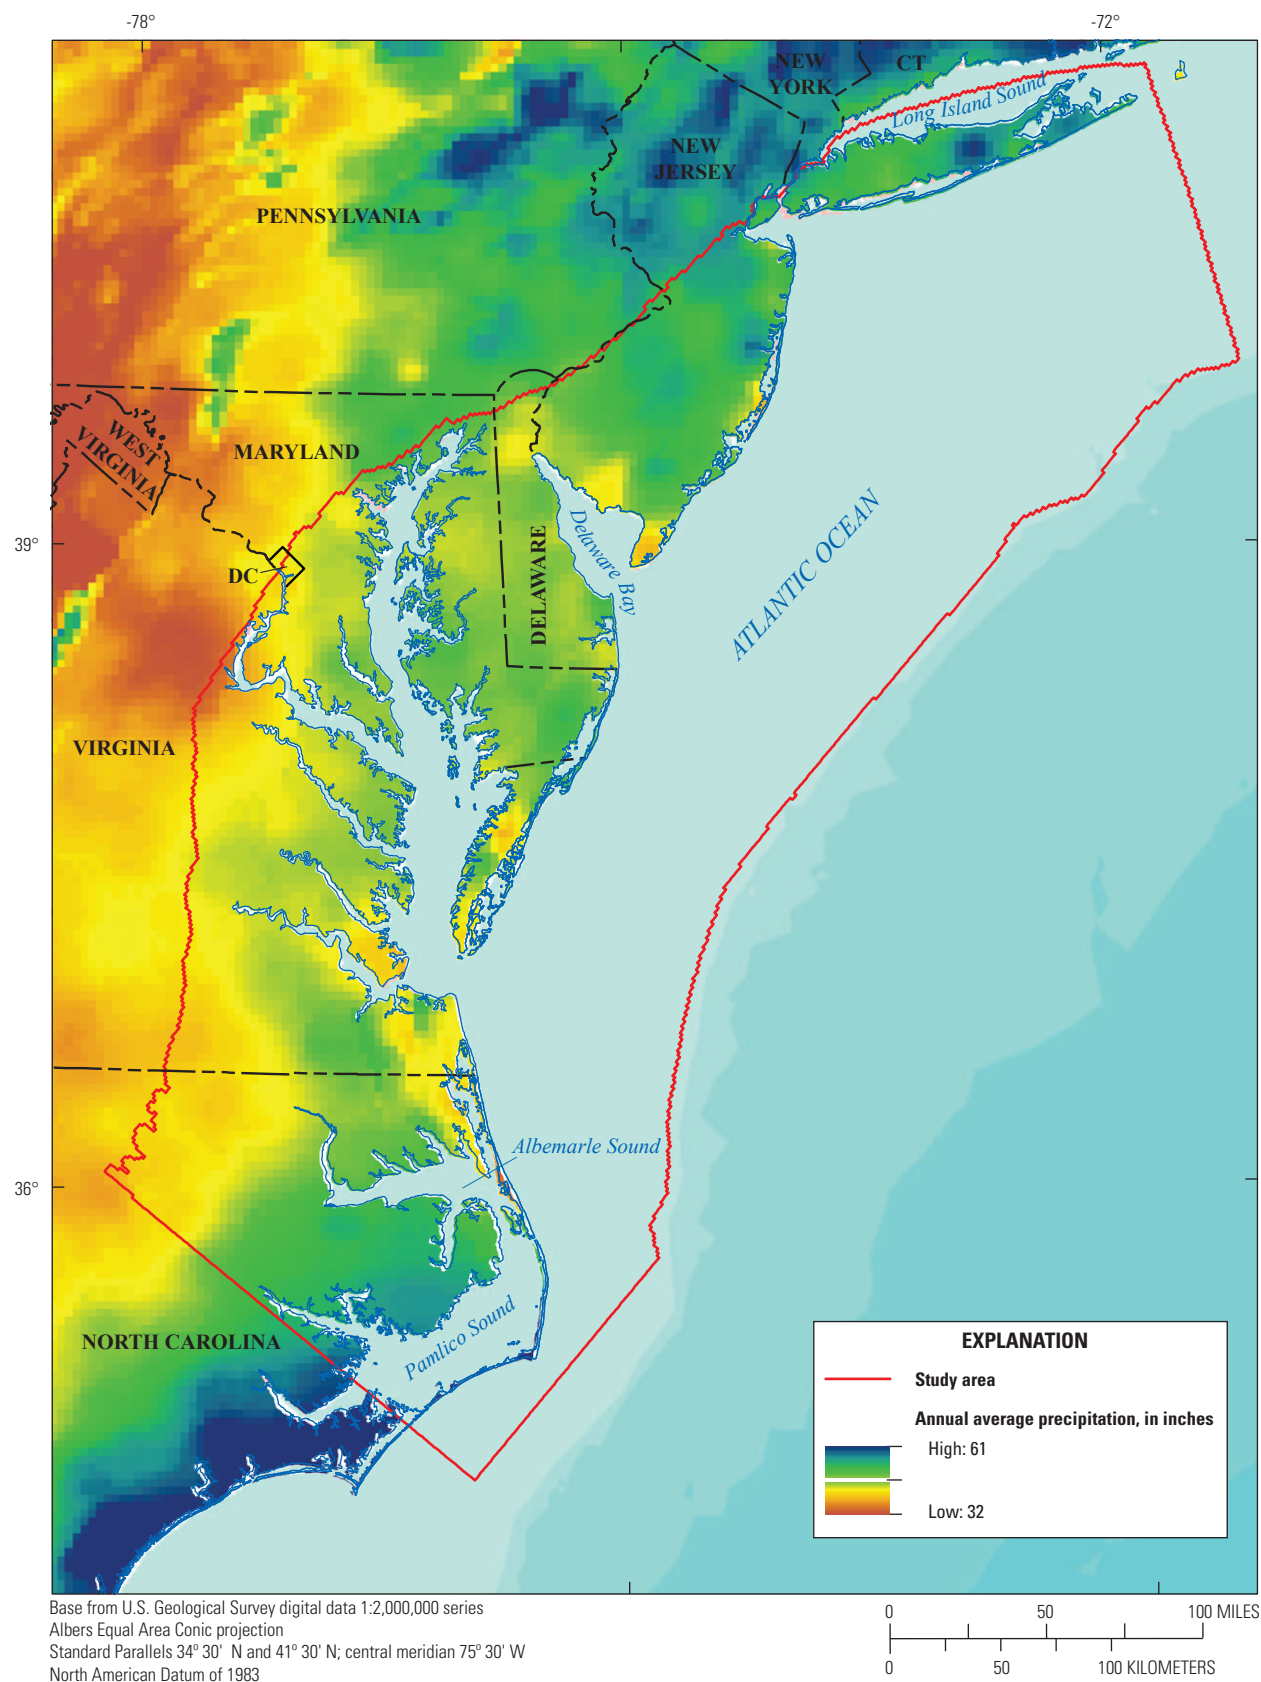 -78°
-72°
NEW
YORK
CT
Long Island Sound
NEW
JERSEY
PENNSYLVANIA
MARYLAND
WEST
VIRGINIA
39°
DC
DELAWARE
Delaware Bay
ATLANTIC OCEAN
VIRGINIA
Albemarle Sound
36°
Pamlico Sound
NORTH CAROLINA
EXPLANATION
Study area
Annual average precipitation, in inches
High: 61
Low: 32
Base from U.S. Geological Survey digital data 1:2,000,000 series
Albers Equal Area Conic projection
Standard Parallels 34° 30' N and 41° 30' N; central meridian 75° 30' W
North American Datum of 1983
0 50 100 MILES
0 50 100 KILOMETERS